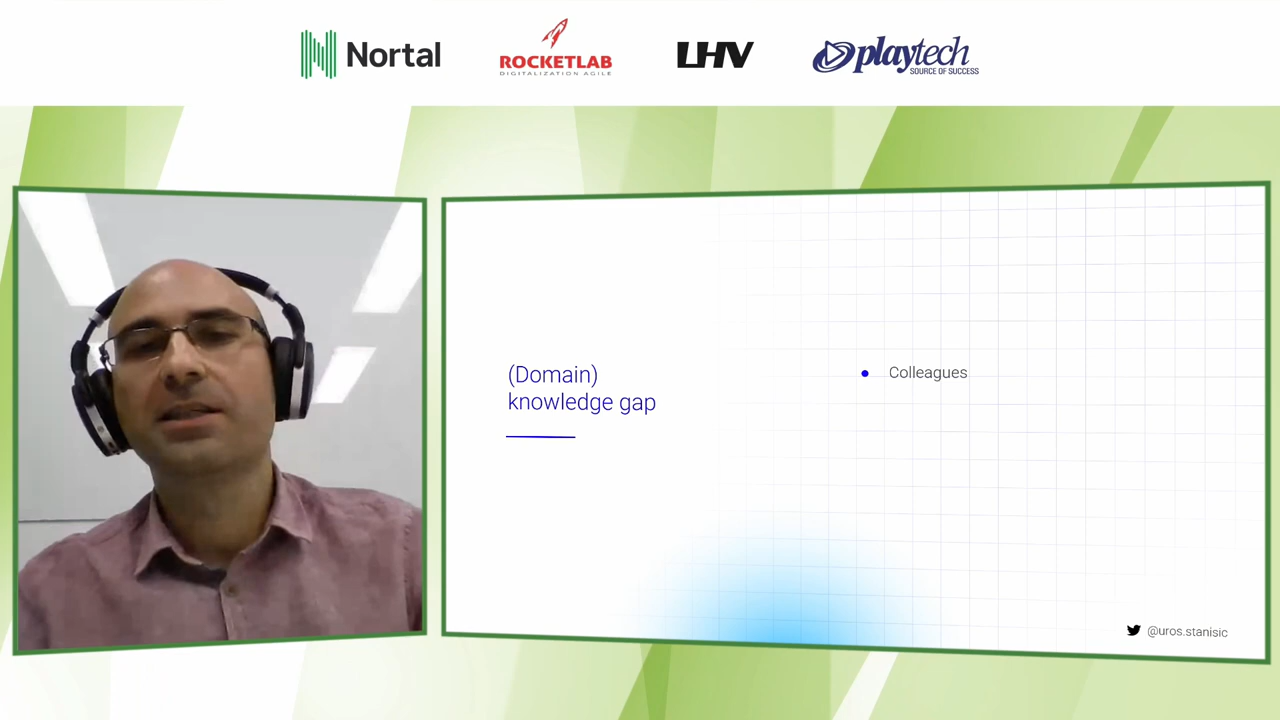 Nortal
ROCKETLAB
DIGITALIZATION AGILE
LHV
playtech
SOURCE OF SUCCESS
(Domain)
knowledge gap
Colleagues
@uros.stanisic